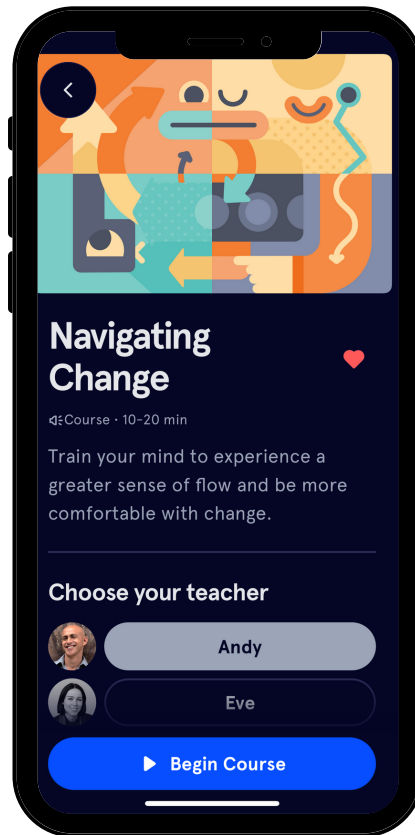 Navigating
Change
Course · 10-20 min
Train your mind to experience a
greater sense of flow and be more
comfortable with change.
Choose your teacher
Andy
Eve
Begin Course